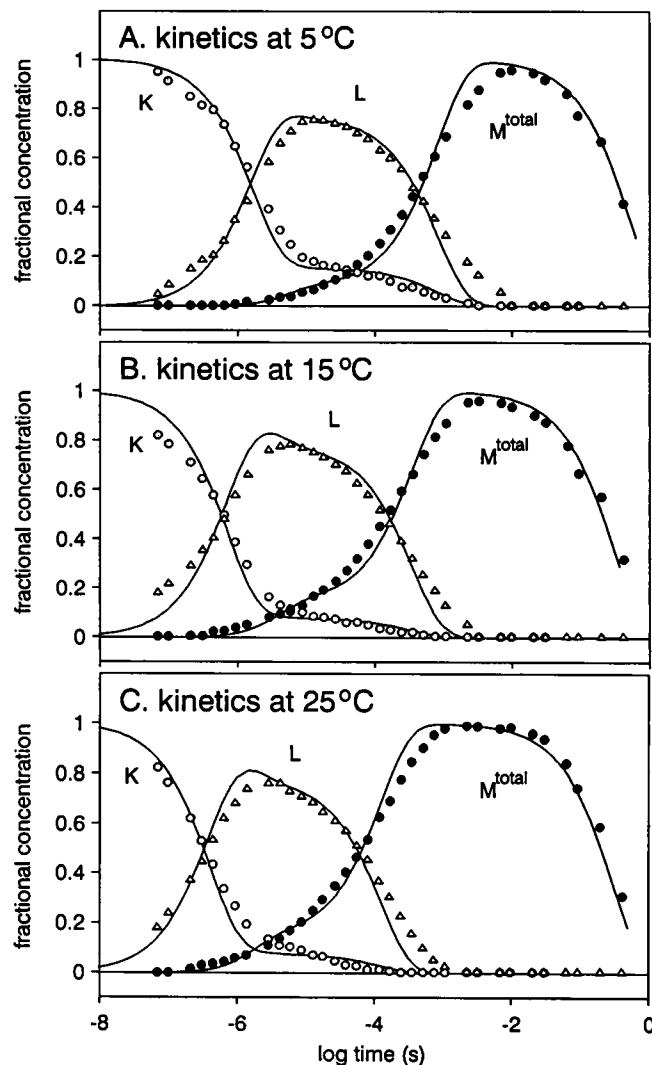 A. kinetics at 5 °C
K
L
M^total
fractional concentration
1
0.8
0.6
0.4
0.2
0
B. kinetics at 15 °C
K
L
M^total
fractional concentration
1
0.8
0.6
0.4
0.2
0
C. kinetics at 25 °C
K
L
M^total
fractional concentration
1
0.8
0.6
0.4
0.2
0
-8 -6 -4 -2 0
log time (s)